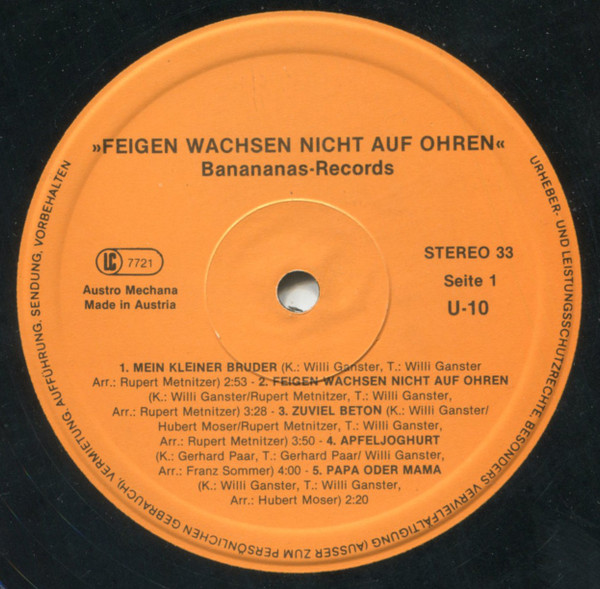 »FEIGEN WACHSEN NICHT AUF OHREN«
Banananas-Records
LC 7721
Austro Mechana
Made in Austria
STEREO 33
Seite 1
U-10
1. MEIN KLEINER BRUDER (K.: Willi Ganster, T.: Willi Ganster
Arr.: Rupert Metnitzer) 2:53 - 2. FEIGEN WACHSEN NICHT AUF OHREN
(K.: Willi Ganster/Rupert Metnitzer, T.: Willi Ganster,
Arr.: Rupert Metnitzer) 3:28 - 3. ZUVIEL BETON (K.: Willi Ganster/
Hubert Moser/Rupert Metnitzer, T.: Willi Ganster,
Arr.: Rupert Metnitzer) 3:50 - 4. APFELJOGHURT
(K.: Gerhard Paar, T.: Gerhard Paar/ Willi Ganster,
Arr.: Franz Sommer) 4:00 - 5. PAPA ODER MAMA
(K.: Willi Ganster, T.: Willi Ganster,
Arr.: Hubert Moser) 2:20
URHEBER- UND LEISTUNGSSCHUTZRECHTE, BESONDERS VERVIELFÄLTIGUNG (AUSSER ZUM PERSÖNLICHEN GEBRAUCH), VERMIETUNG, AUFFÜHRUNG, SENDUNG, VORBEHALTEN